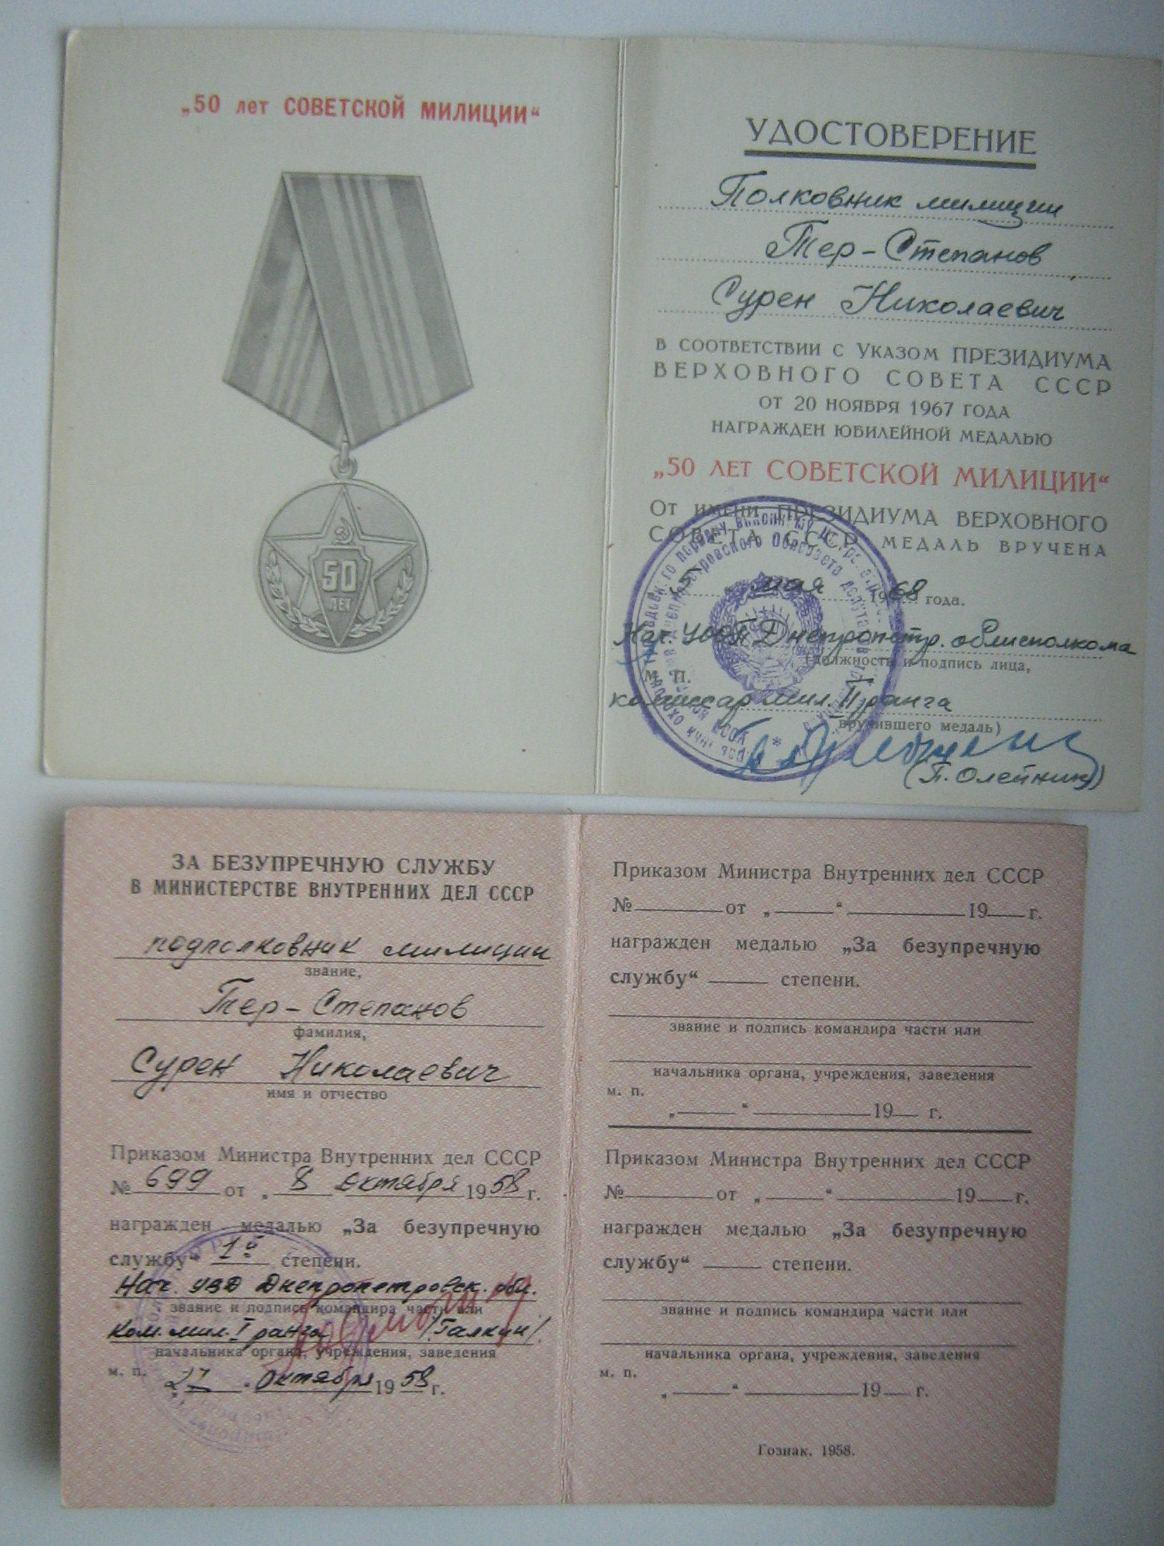 „50 лет СОВЕТСКОЙ МИЛИЦИИ“
50
ЛЕТ
УДОСТОВЕРЕНИЕ
Полковник милиции
Тер-Степанов
Сурен Николаевич
В СООТВЕТСТВИИ С УКАЗОМ ПРЕЗИДИУМА
ВЕРХОВНОГО СОВЕТА СССР
ОТ 20 НОЯБРЯ 1967 ГОДА
НАГРАЖДЕН ЮБИЛЕЙНОЙ МЕДАЛЬЮ
„50 ЛЕТ СОВЕТСКОЙ МИЛИЦИИ“
ОТ ИМЕНИ ПРЕЗИДИУМА ВЕРХОВНОГО
СОВЕТА СССР МЕДАЛЬ ВРУЧЕНА
мая 1968 года.
Нач. УООП Днепропетр. облисполкома
(должность и подпись лица,
М. П.
комиссар мил. II ранга
вручившего медаль)
(П. Олейник)
ЗА БЕЗУПРЕЧНУЮ СЛУЖБУ
В МИНИСТЕРСТВЕ ВНУТРЕННИХ ДЕЛ СССР
подполковник милиции
звание,
Тер-Степанов
фамилия,
Сурен Николаевич
имя и отчество
Приказом Министра Внутренних дел СССР
№ 699 от „ 8 октября 1958 г.
награжден медалью „За безупречную
службу“ 1й степени.
Нач. УВД Днепропетровск. обл.
звание и подпись командира части или
Ком. мил. I ранга /Галкин/
начальника органа, учреждения, заведения
м. п.
„27 октября 1958 г.
Приказом Министра Внутренних дел СССР
№ от „ “ 19 г.
награжден медалью „За безупречную
службу“ степени.
звание и подпись командира части или
начальника органа, учреждения, заведения
м. п.
„ “ 19 г.
Приказом Министра Внутренних дел СССР
№ от „ “ 19 г.
награжден медалью „За безупречную
службу“ степени.
звание и подпись командира части или
начальника органа, учреждения, заведения
м. п.
„ “ 19 г.
Гознак. 1958.